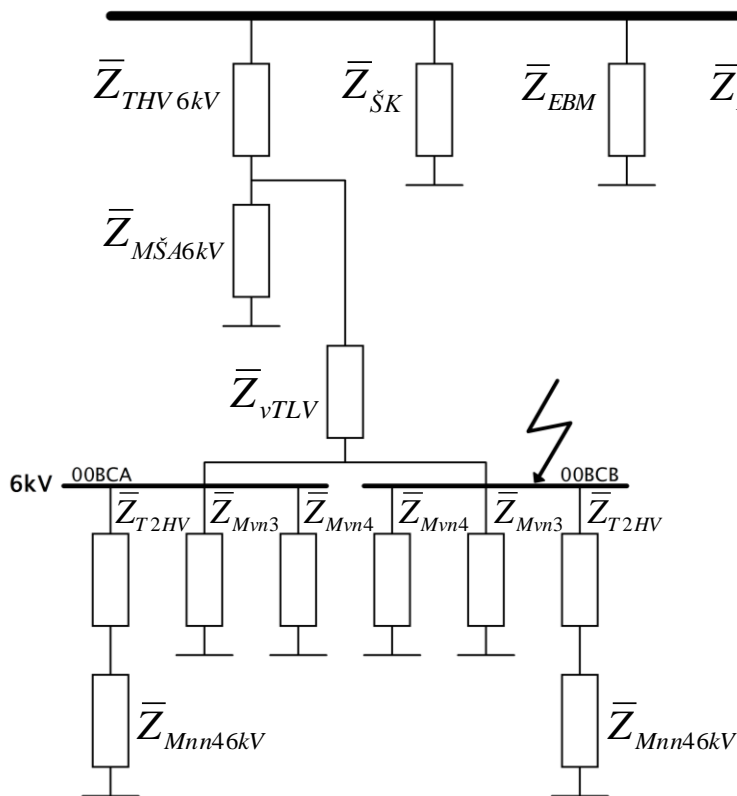 Z̅THV 6kV Z̅ŠK Z̅EBM Z̅
Z̅MŠA6kV
Z̅vTLV
6kV 00BCA 00BCB
Z̅T2HV Z̅Mvn3 Z̅Mvn4 Z̅Mvn4 Z̅Mvn3 Z̅T2HV
Z̅Mnn46kV Z̅Mnn46kV